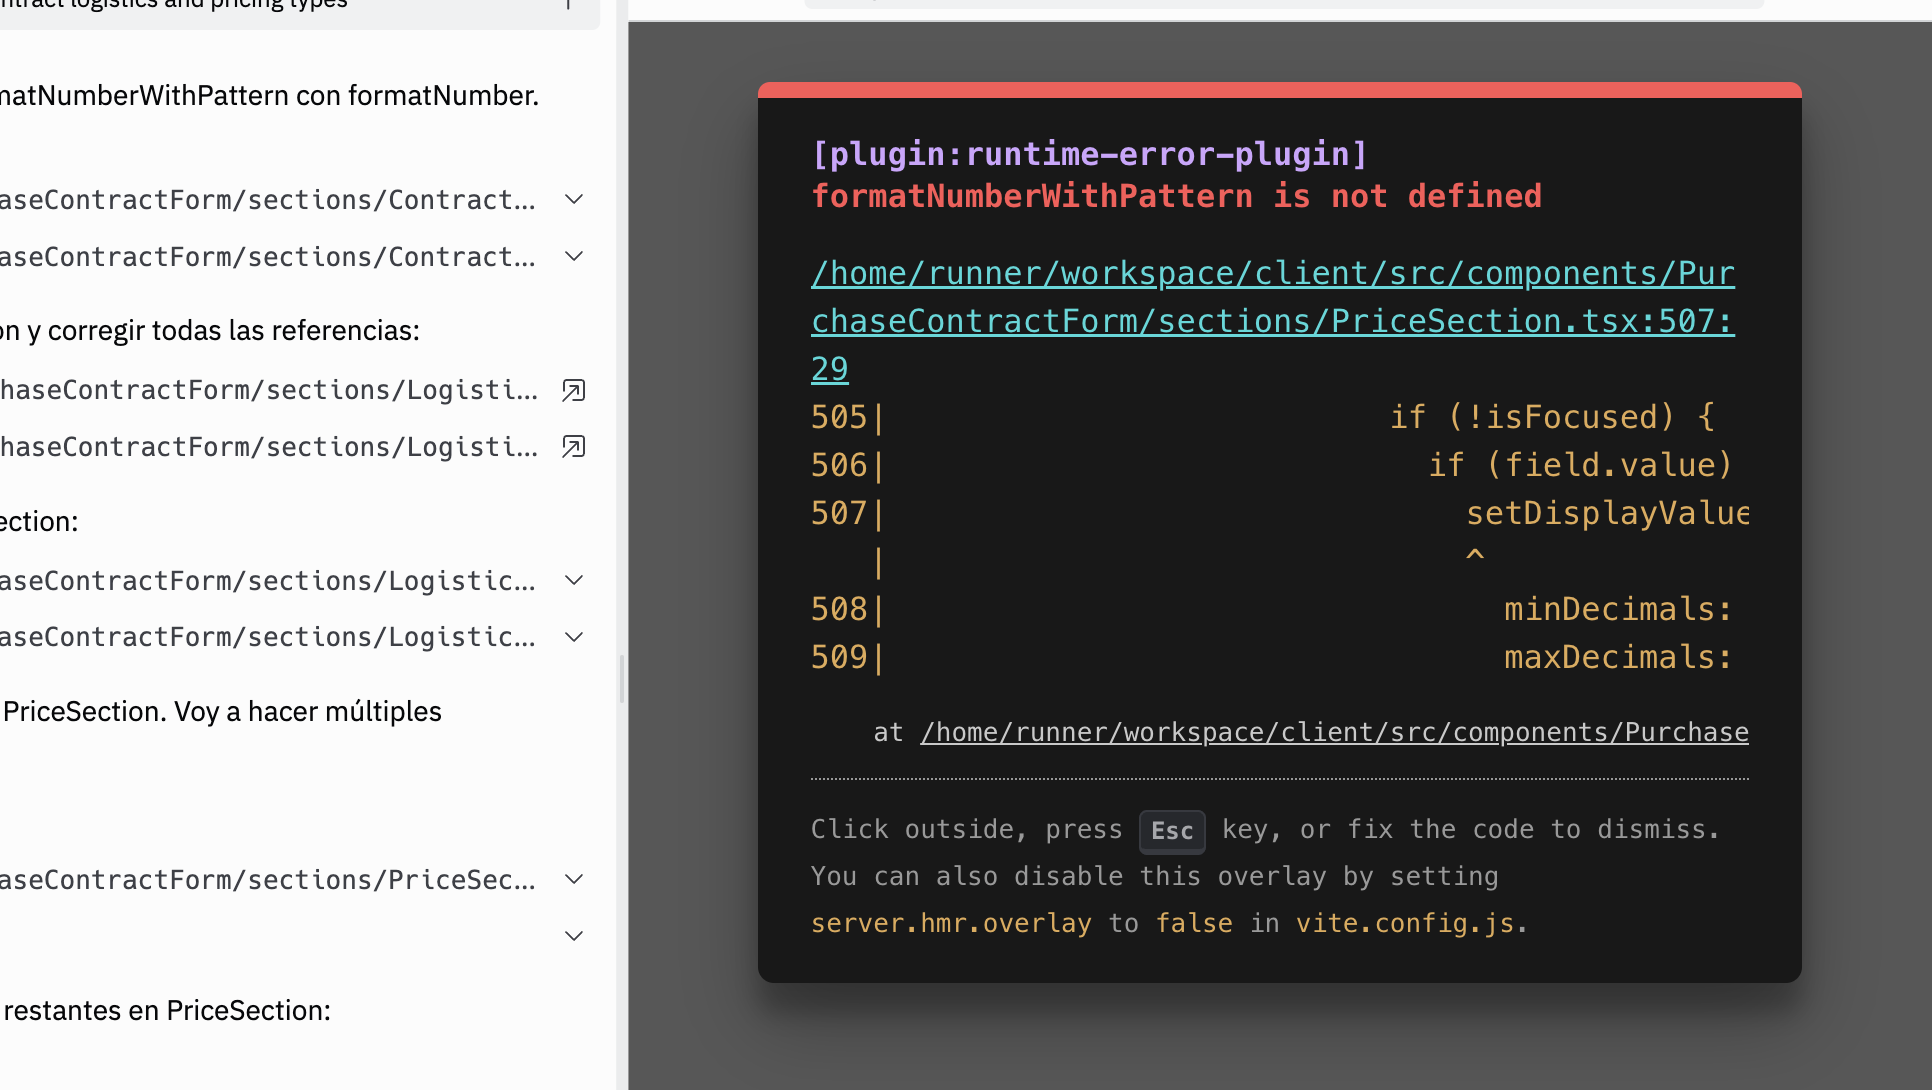 ntract logistics and pricing types
matNumberWithPattern con formatNumber.
aseContractForm/sections/Contract...
aseContractForm/sections/Contract...
ón y corregir todas las referencias:
haseContractForm/sections/Logisti...
haseContractForm/sections/Logisti...
ection:
aseContractForm/sections/Logistic...
aseContractForm/sections/Logistic...
PriceSection. Voy a hacer múltiples
aseContractForm/sections/PriceSec...
restantes en PriceSection:
[plugin:runtime-error-plugin]
formatNumberWithPattern is not defined
/home/runner/workspace/client/src/components/Pur
chaseContractForm/sections/PriceSection.tsx:507:
29
505| if (!isFocused) {
506| if (field.value)
507| setDisplayValue
| ^
508| minDecimals:
509| maxDecimals:
at /home/runner/workspace/client/src/components/Purchase
Click outside, press Esc key, or fix the code to dismiss.
You can also disable this overlay by setting
server.hmr.overlay to false in vite.config.js.